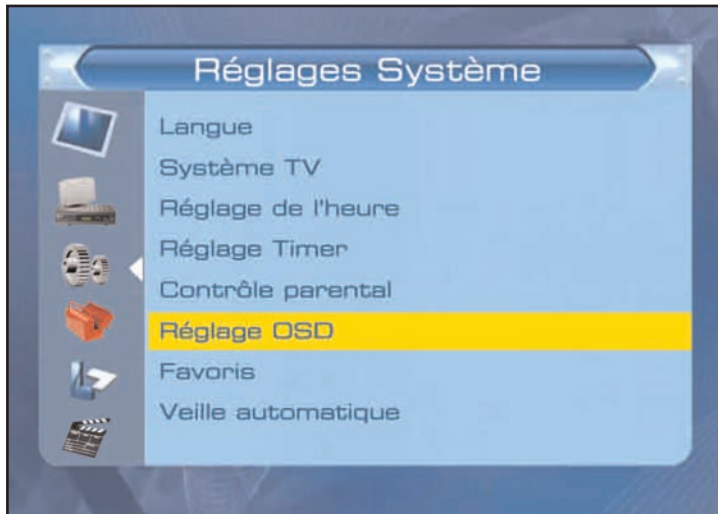 Réglages Système
Langue
Système TV
Réglage de l'heure
Réglage Timer
Contrôle parental
Réglage OSD
Favoris
Veille automatique